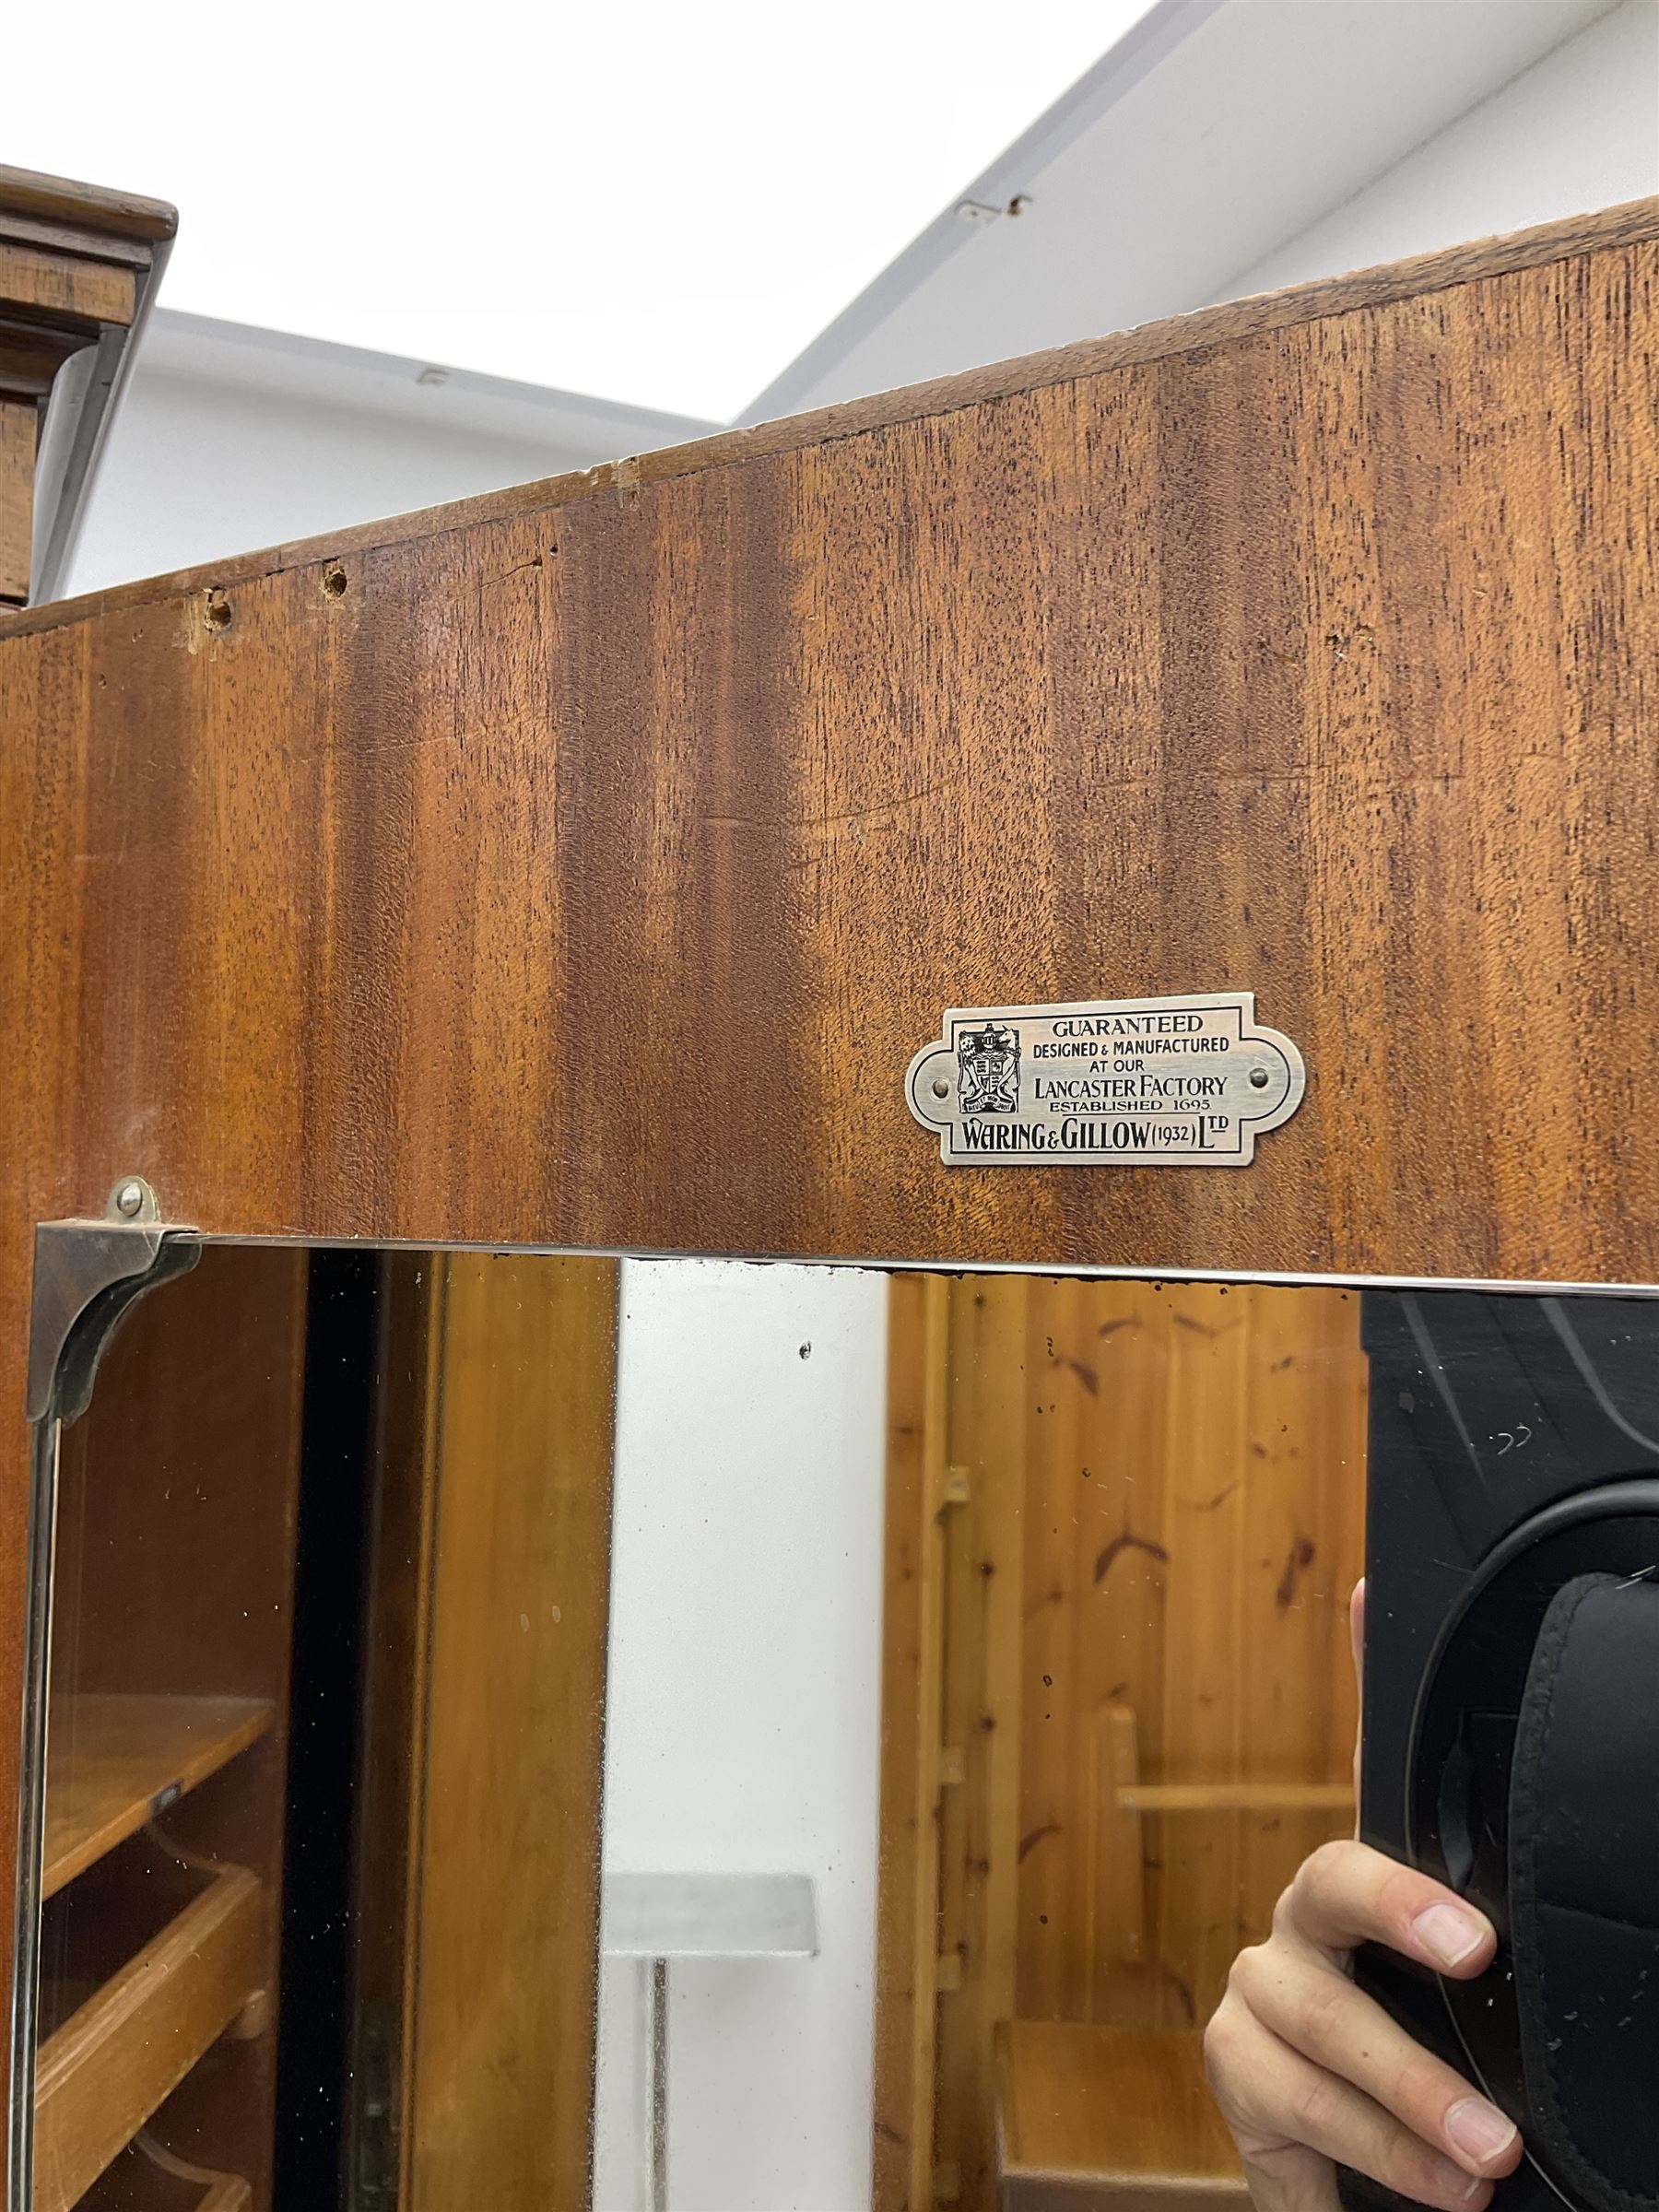 GUARANTEED
DESIGNED & MANUFACTURED
AT OUR
LANCASTER FACTORY
ESTABLISHED 1695
WARING & GILLOW (1932) LTD